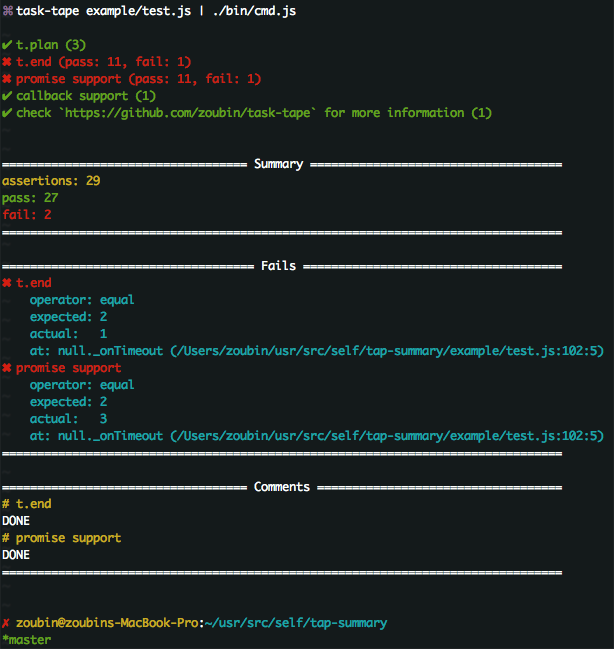 ⌘ task-tape example/test.js | ./bin/cmd.js
✔ t.plan (3)
✖ t.end (pass: 11, fail: 1)
✖ promise support (pass: 11, fail: 1)
✔ callback support (1)
✔ check `https://github.com/zoubin/task-tape` for more information (1)
════════════════════════════════════ Summary ════════════════════════════════════
assertions: 29
pass: 27
fail: 2
════════════════════════════════════════════════════════════════════════════════
════════════════════════════════════ Fails ═════════════════════════════════════
✖ t.end
operator: equal
expected: 2
actual: 1
at: null._onTimeout (/Users/zoubin/usr/src/self/tap-summary/example/test.js:102:5)
✖ promise support
operator: equal
expected: 2
actual: 3
at: null._onTimeout (/Users/zoubin/usr/src/self/tap-summary/example/test.js:102:5)
════════════════════════════════════════════════════════════════════════════════
═══════════════════════════════════ Comments ═══════════════════════════════════
# t.end
DONE
# promise support
DONE
════════════════════════════════════════════════════════════════════════════════
✗ zoubin@zoubins-MacBook-Pro:~/usr/src/self/tap-summary
*master